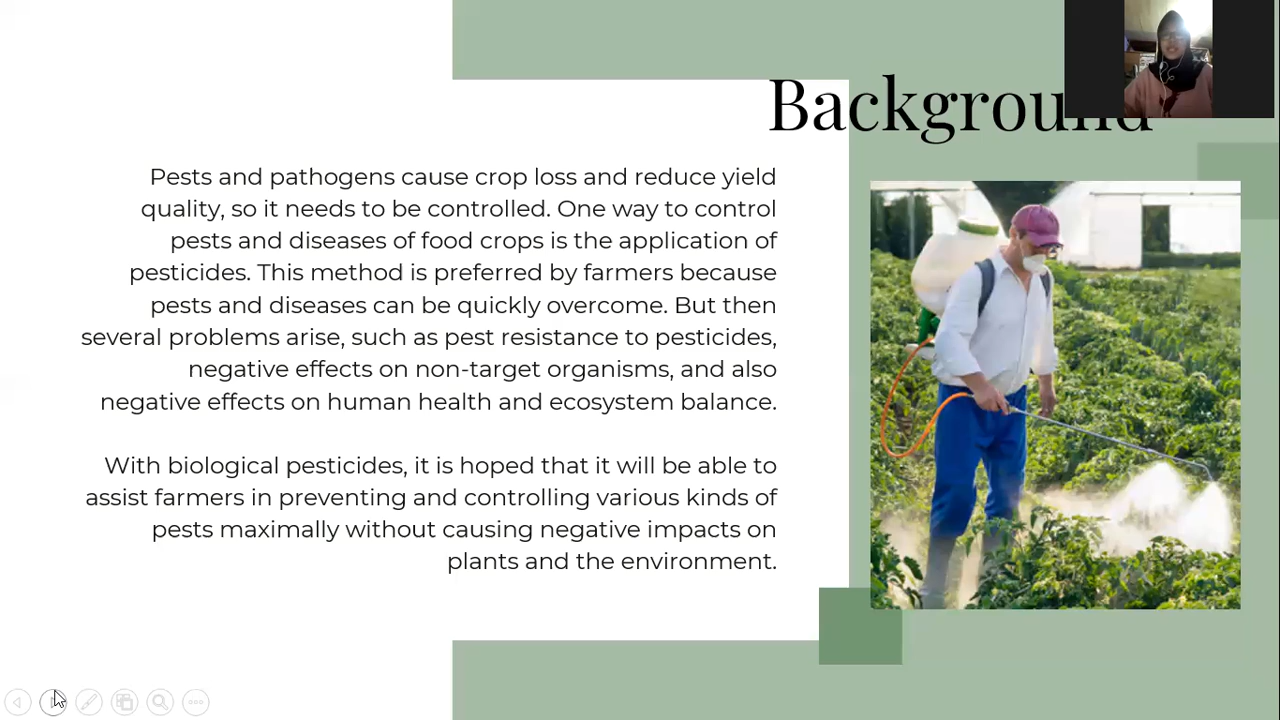 Background
Pests and pathogens cause crop loss and reduce yield
quality, so it needs to be controlled. One way to control
pests and diseases of food crops is the application of
pesticides. This method is preferred by farmers because
pests and diseases can be quickly overcome. But then
several problems arise, such as pest resistance to pesticides,
negative effects on non-target organisms, and also
negative effects on human health and ecosystem balance.
With biological pesticides, it is hoped that it will be able to
assist farmers in preventing and controlling various kinds of
pests maximally without causing negative impacts on
plants and the environment.